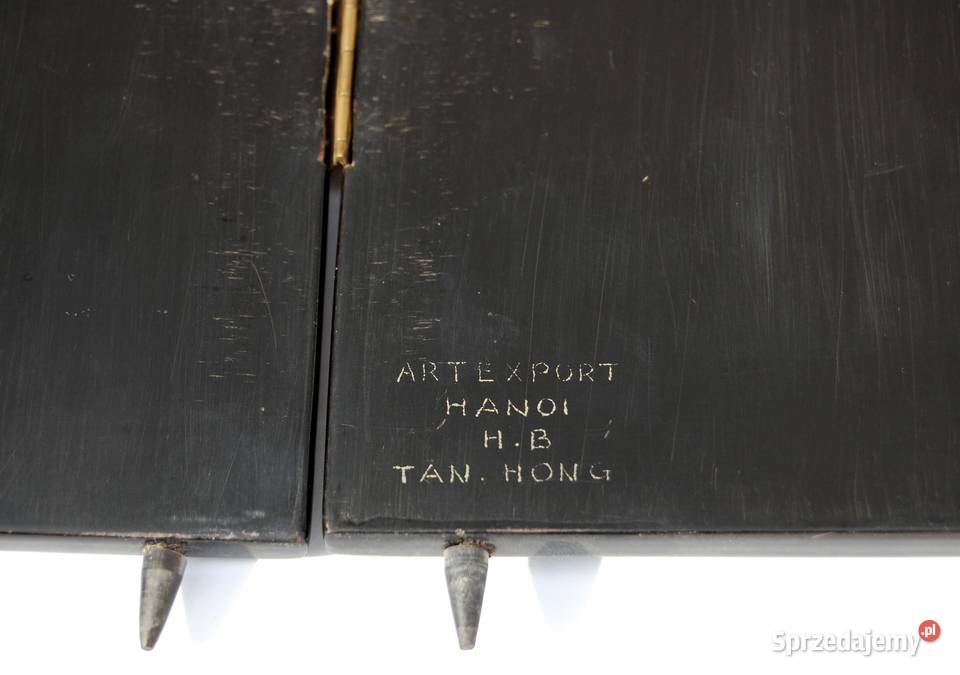 ARTEXPORT
HANOI
H.B
TAN. HONG
Sprzedajemy.pl